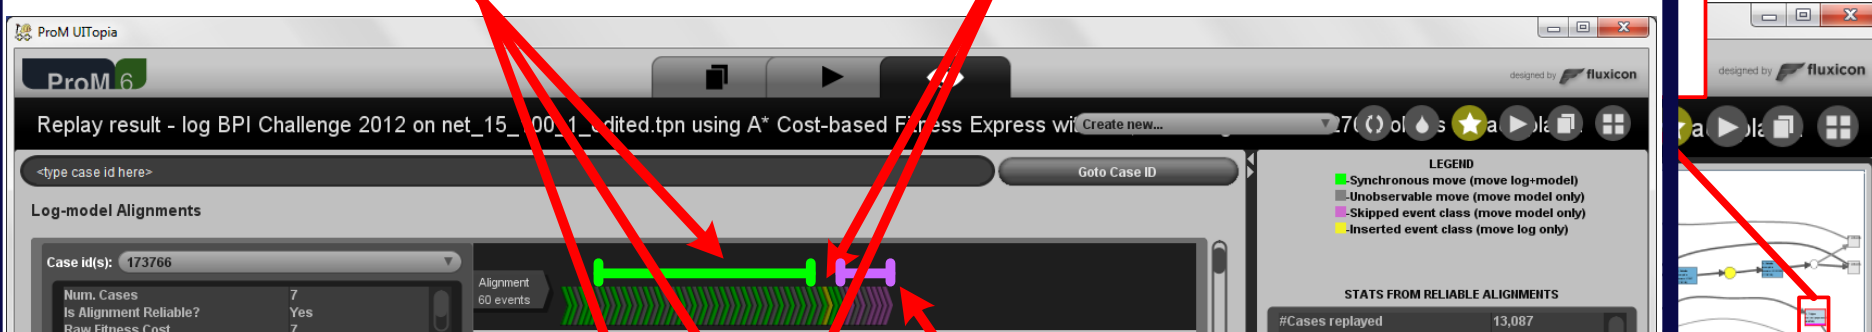 ProM UITopia
ProM 6
designed by fluxicon
designed by fluxicon
Replay result - log BPI Challenge 2012 on net_15_100_1_edited.tpn using A* Cost-based Fitness Express wi
Create new...
<type case id here>
Goto Case ID
LEGEND
-Synchronous move (move log+model)
-Unobservable move (move model only)
-Skipped event class (move model only)
-Inserted event class (move log only)
Log-model Alignments
Case id(s): 173766
Alignment
60 events
Num. Cases 7
Is Alignment Reliable? Yes
Raw Fitness Cost 7
STATS FROM RELIABLE ALIGNMENTS
#Cases replayed 13,087